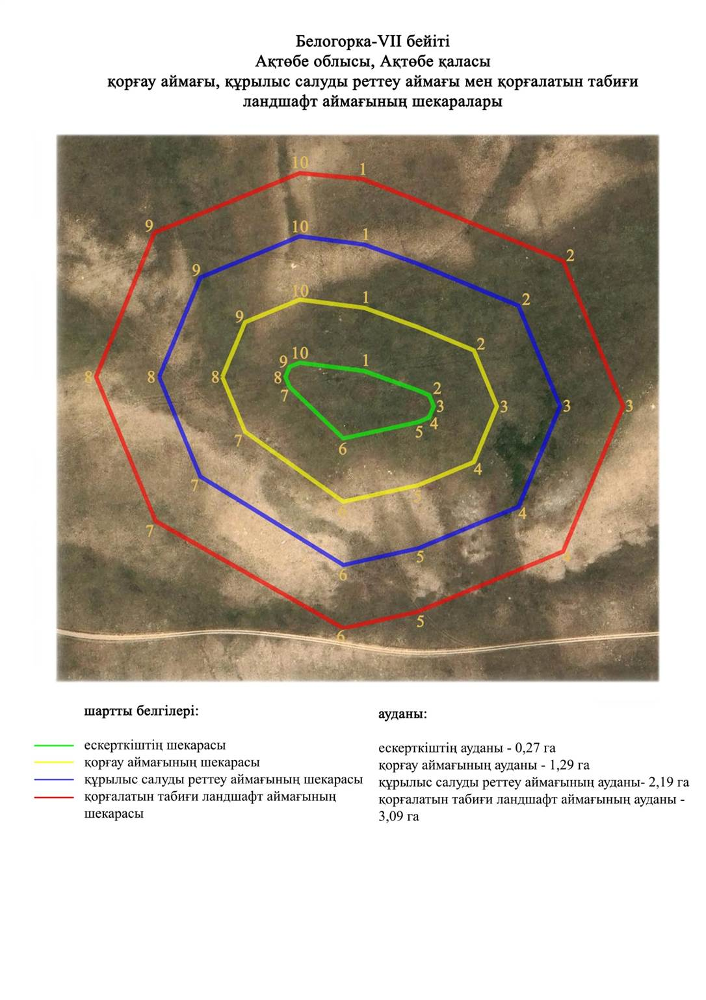 Белогорка-VII бейіті
Ақтөбе облысы, Ақтөбе қаласы
қорғау аймағы, құрылыс салуды реттеу аймағы мен қорғалатын табиғи
ландшафт аймағының шекаралары
10
1
9
2
10
1
9
2
10
1
9
2
10
9
1
8
8
8
8
7
2
3
4
5
6
3
3
3
7
4
5
6
7
4
5
6
7
4
5
6
шартты белгілері:
ескерткіштің шекарасы
қорғау аймағының шекарасы
құрылыс салуды реттеу аймағының шекарасы
қорғалатын табиғи ландшафт аймағының
шекарасы
ауданы:
ескерткіштің ауданы - 0,27 га
қорғау аймағының ауданы - 1,29 га
құрылыс салуды реттеу аймағының ауданы- 2,19 га
қорғалатын табиғи ландшафт аймағының ауданы -
3,09 га